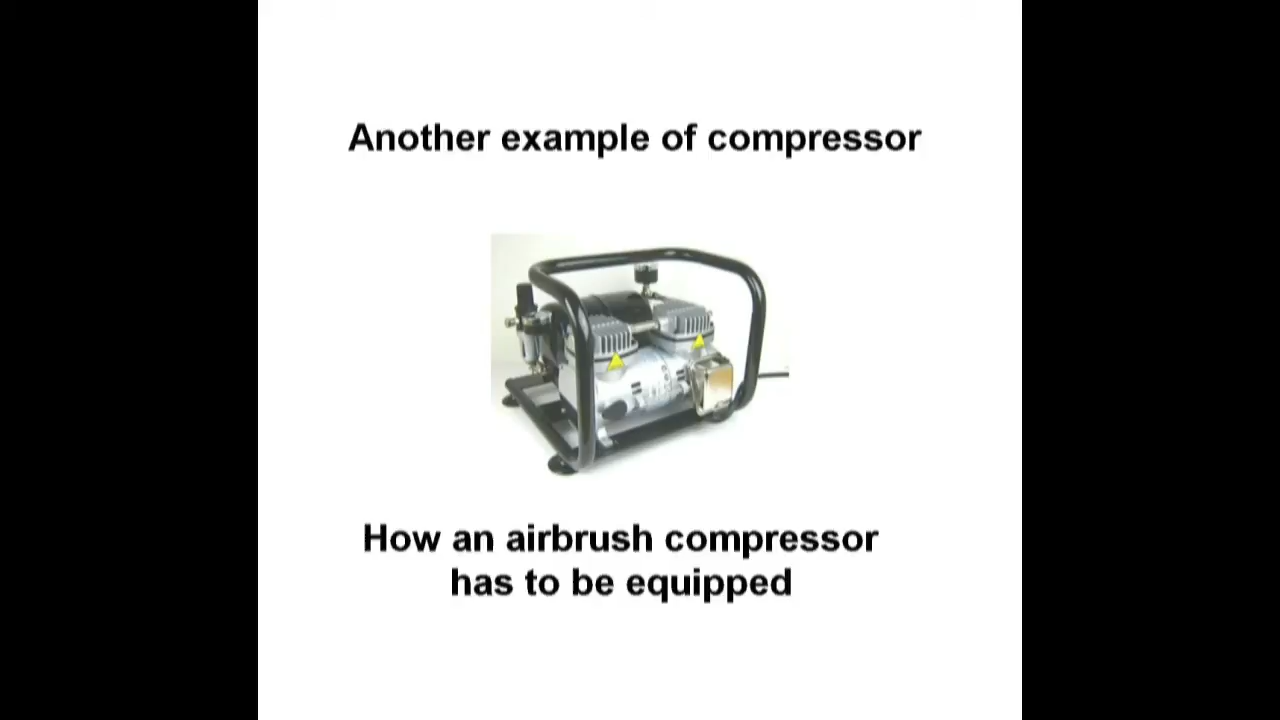 Another example of compressor
How an airbrush compressor
has to be equipped